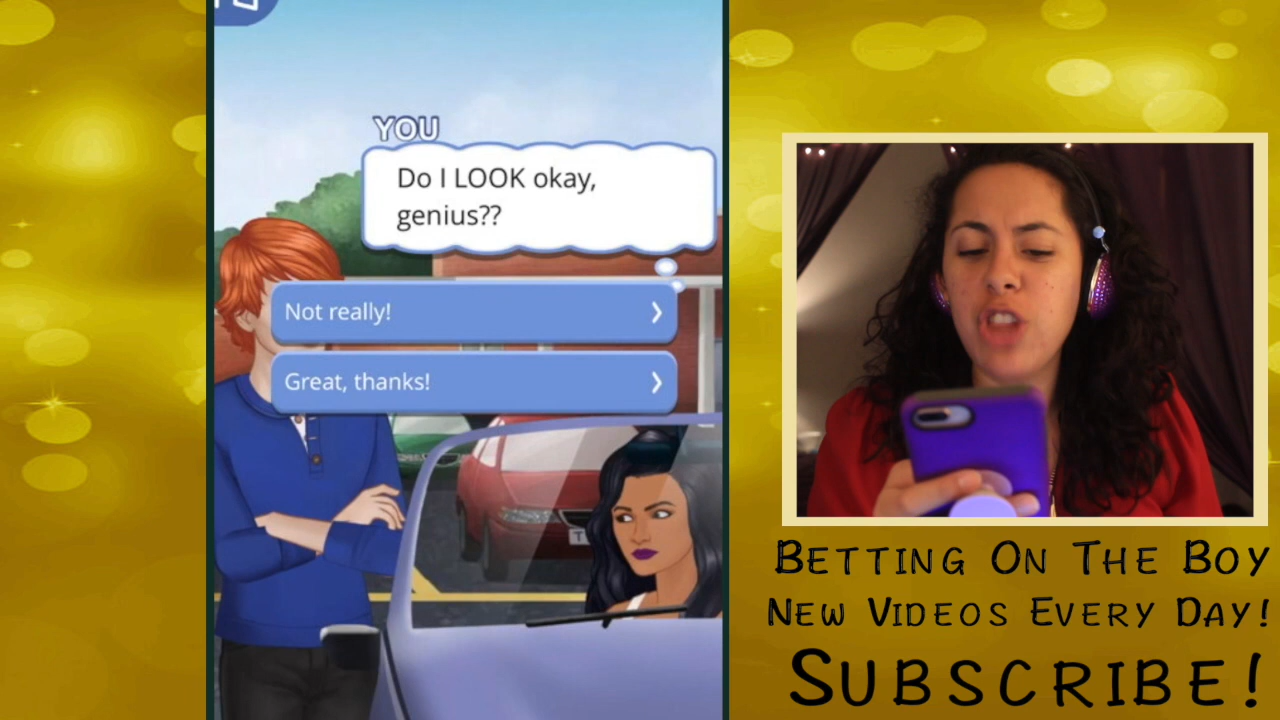 YOU
Do I LOOK okay,
genius??
Not really!
Great, thanks!
BETTING ON THE BOY
NEW VIDEOS EVERY DAY!
SUBSCRIBE!